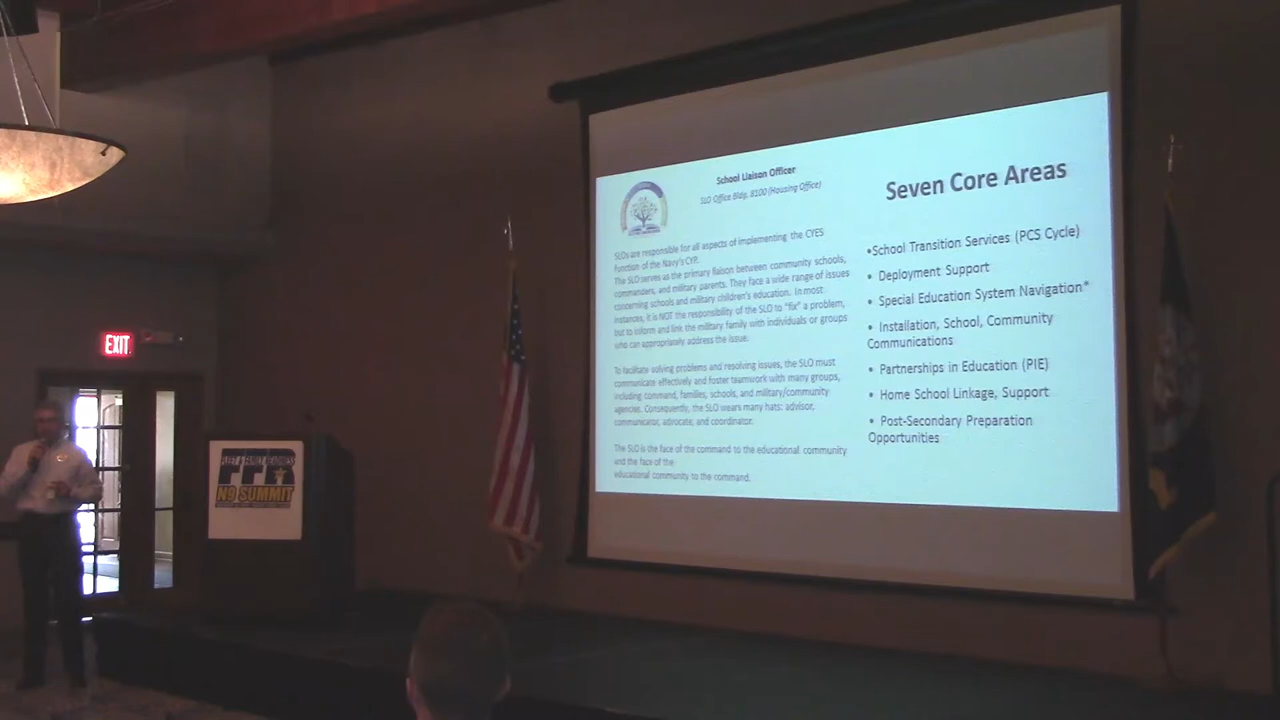 School Liaison Officer
SLO Office Bldg. 8100 (Housing Office)
SLOs are responsible for all aspects of implementing the CYES
function of the Navy's CYP.
The SLO serves as the primary liaison between community schools,
commanders, and military parents. They face a wide range of issues
concerning schools and military children's education. In most
instances, it is NOT the responsibility of the SLO to "fix" a problem,
but to inform and link the military family with individuals or groups
who can appropriately address the issue.
To facilitate solving problems and resolving issues, the SLO must
communicate effectively and foster teamwork with many groups,
including command, families, schools, and military/community
agencies. Consequently, the SLO wears many hats: advisor,
communicator, advocate, and coordinator.
The SLO is the face of the command to the educational community
and the face of the
educational community to the command.
Seven Core Areas
•School Transition Services (PCS Cycle)
• Deployment Support
• Special Education System Navigation*
• Installation, School, Community
Communications
• Partnerships in Education (PIE)
• Home School Linkage, Support
• Post-Secondary Preparation
Opportunities
EXIT
FLEET & FAMILY READINESS
FFR
N9 SUMMIT